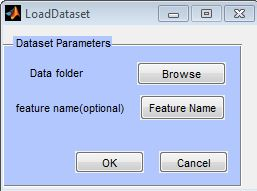 LoadDataset
Dataset Parameters
Data folder Browse
feature name(optional) Feature Name
OK Cancel